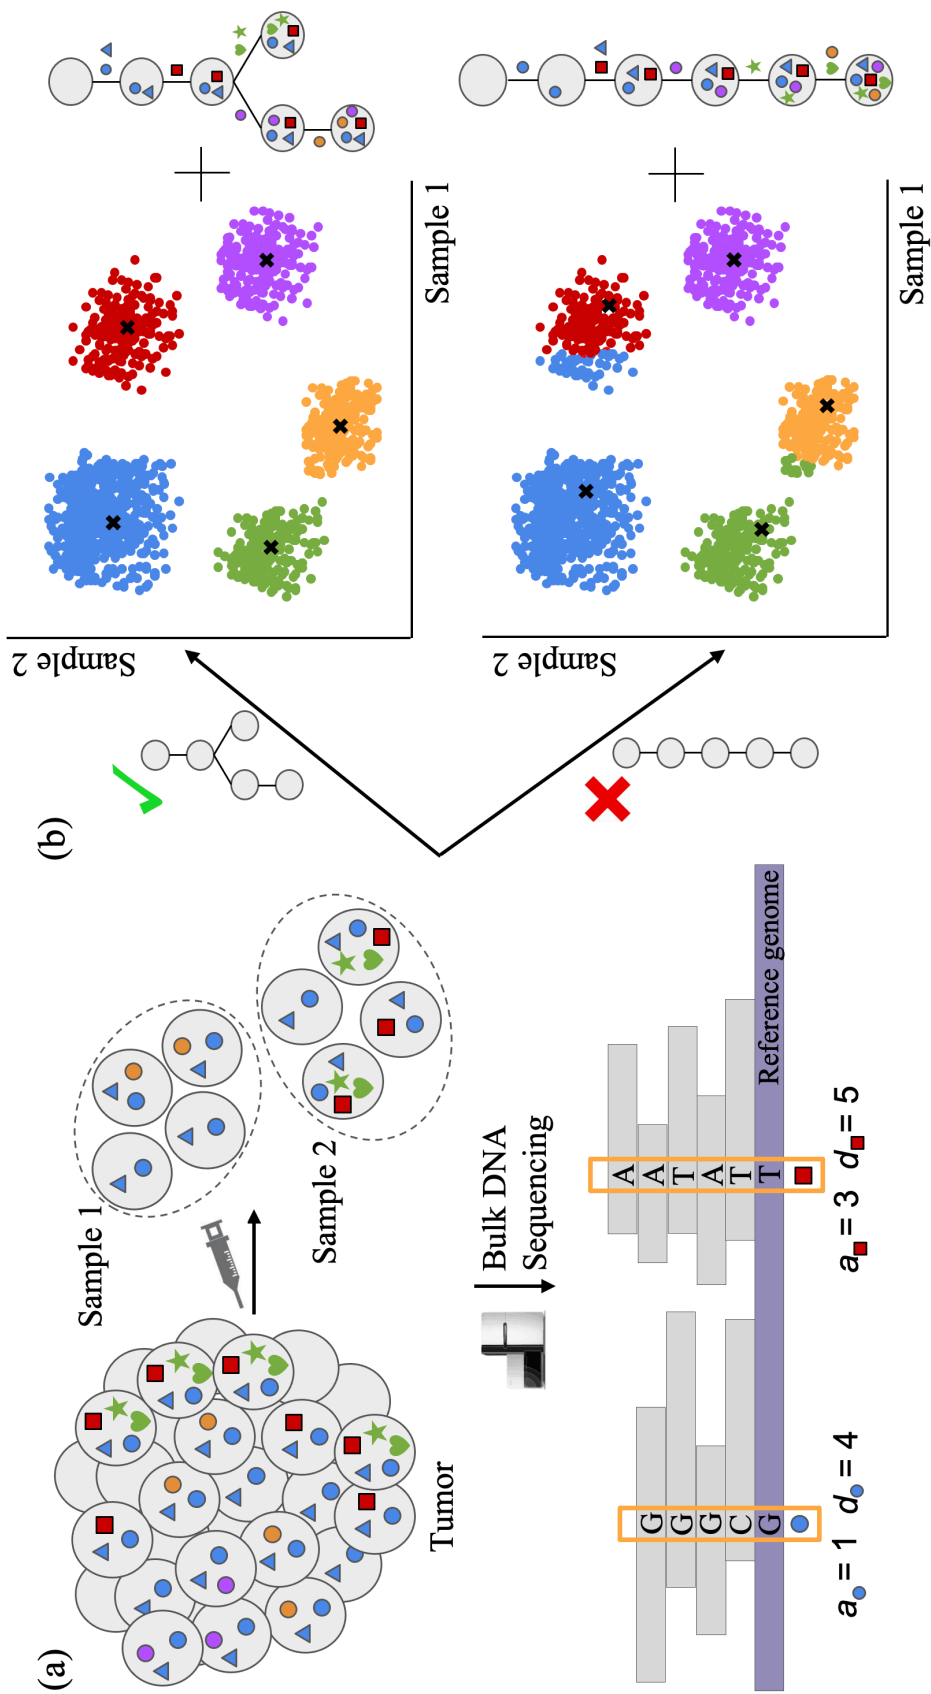 (a)
Tumor
Sample 1
Sample 2
Bulk DNA
Sequencing
G
G
G
C
G
A
A
T
A
T
T
Reference genome
a = 1 d = 4
a = 3 d = 5
(b)
Sample 2
Sample 1
Sample 2
Sample 1